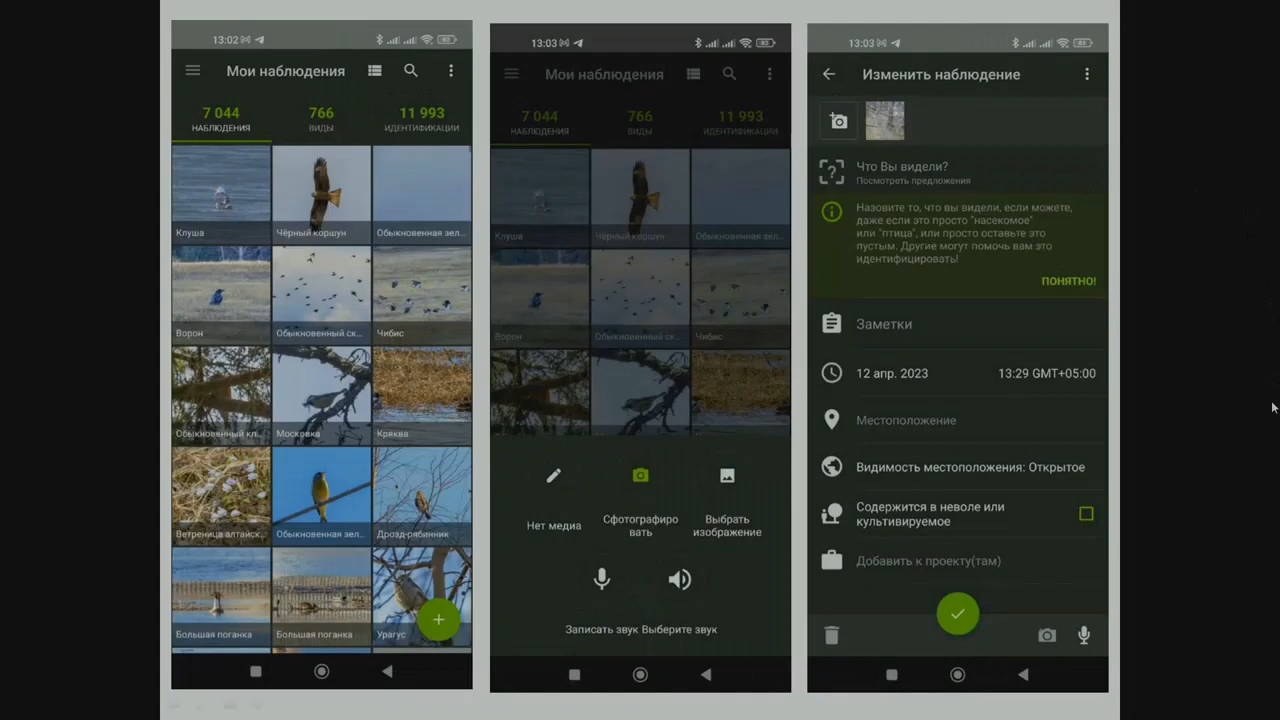 13:02
Мои наблюдения
7 044
766
11 993
НАБЛЮДЕНИЯ
ВИДЫ
ИДЕНТИФИКАЦИИ
Клуша
Чёрный коршун
Обыкновенная зел...
Ворон
Обыкновенный ск...
Чибис
Обыкновенный кл...
Московка
Кряква
Ветреница алтайск...
Обыкновенная зел...
Дрозд-рябинник
Большая поганка
Большая поганка
Урагус
13:03
Мои наблюдения
7 044
766
11 993
НАБЛЮДЕНИЯ
ВИДЫ
ИДЕНТИФИКАЦИИ
Клуша
Чёрный коршун
Обыкновенная зел...
Ворон
Обыкновенный ск...
Чибис
Нет медиа
Сфотографиро
вать
Выбрать
изображение
Записать звук Выберите звук
13:03
Изменить наблюдение
Что Вы видели?
Посмотреть предложения
Назовите то, что вы видели, если можете,
даже если это просто "насекомое"
или "птица", или просто оставьте это
пустым. Другие могут помочь вам это
идентифицировать!
ПОНЯТНО!
Заметки
12 апр. 2023 13:29 GMT+05:00
Местоположение
Видимость местоположения: Открытое
Содержится в неволе или
культивируемое
Добавить к проекту(там)